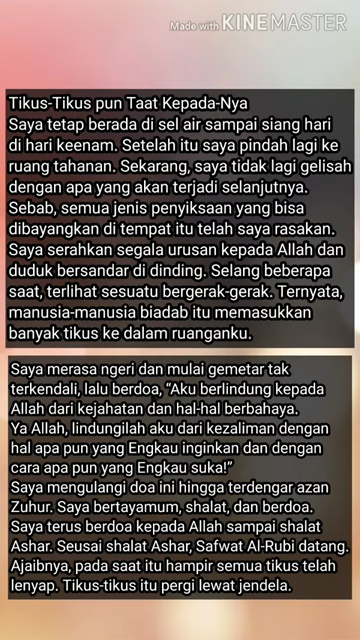 Made with KINEMASTER
Tikus-Tikus pun Taat Kepada-Nya
Saya tetap berada di sel air sampai siang hari
di hari keenam. Setelah itu saya pindah lagi ke
ruang tahanan. Sekarang, saya tidak lagi gelisah
dengan apa yang akan terjadi selanjutnya.
Sebab, semua jenis penyiksaan yang bisa
dibayangkan di tempat itu telah saya rasakan.
Saya serahkan segala urusan kepada Allah dan
duduk bersandar di dinding. Selang beberapa
saat, terlihat sesuatu bergerak-gerak. Ternyata,
manusia-manusia biadab itu memasukkan
banyak tikus ke dalam ruanganku.
Saya merasa ngeri dan mulai gemetar tak
terkendali, lalu berdoa, “Aku berlindung kepada
Allah dari kejahatan dan hal-hal berbahaya.
Ya Allah, lindungilah aku dari kezaliman dengan
hal apa pun yang Engkau inginkan dan dengan
cara apa pun yang Engkau suka!”
Saya mengulangi doa ini hingga terdengar azan
Zuhur. Saya bertayamum, shalat, dan berdoa.
Saya terus berdoa kepada Allah sampai shalat
Ashar. Seusai shalat Ashar, Safwat Al-Rubi datang.
Ajaibnya, pada saat itu hampir semua tikus telah
lenyap. Tikus-tikus itu pergi lewat jendela.